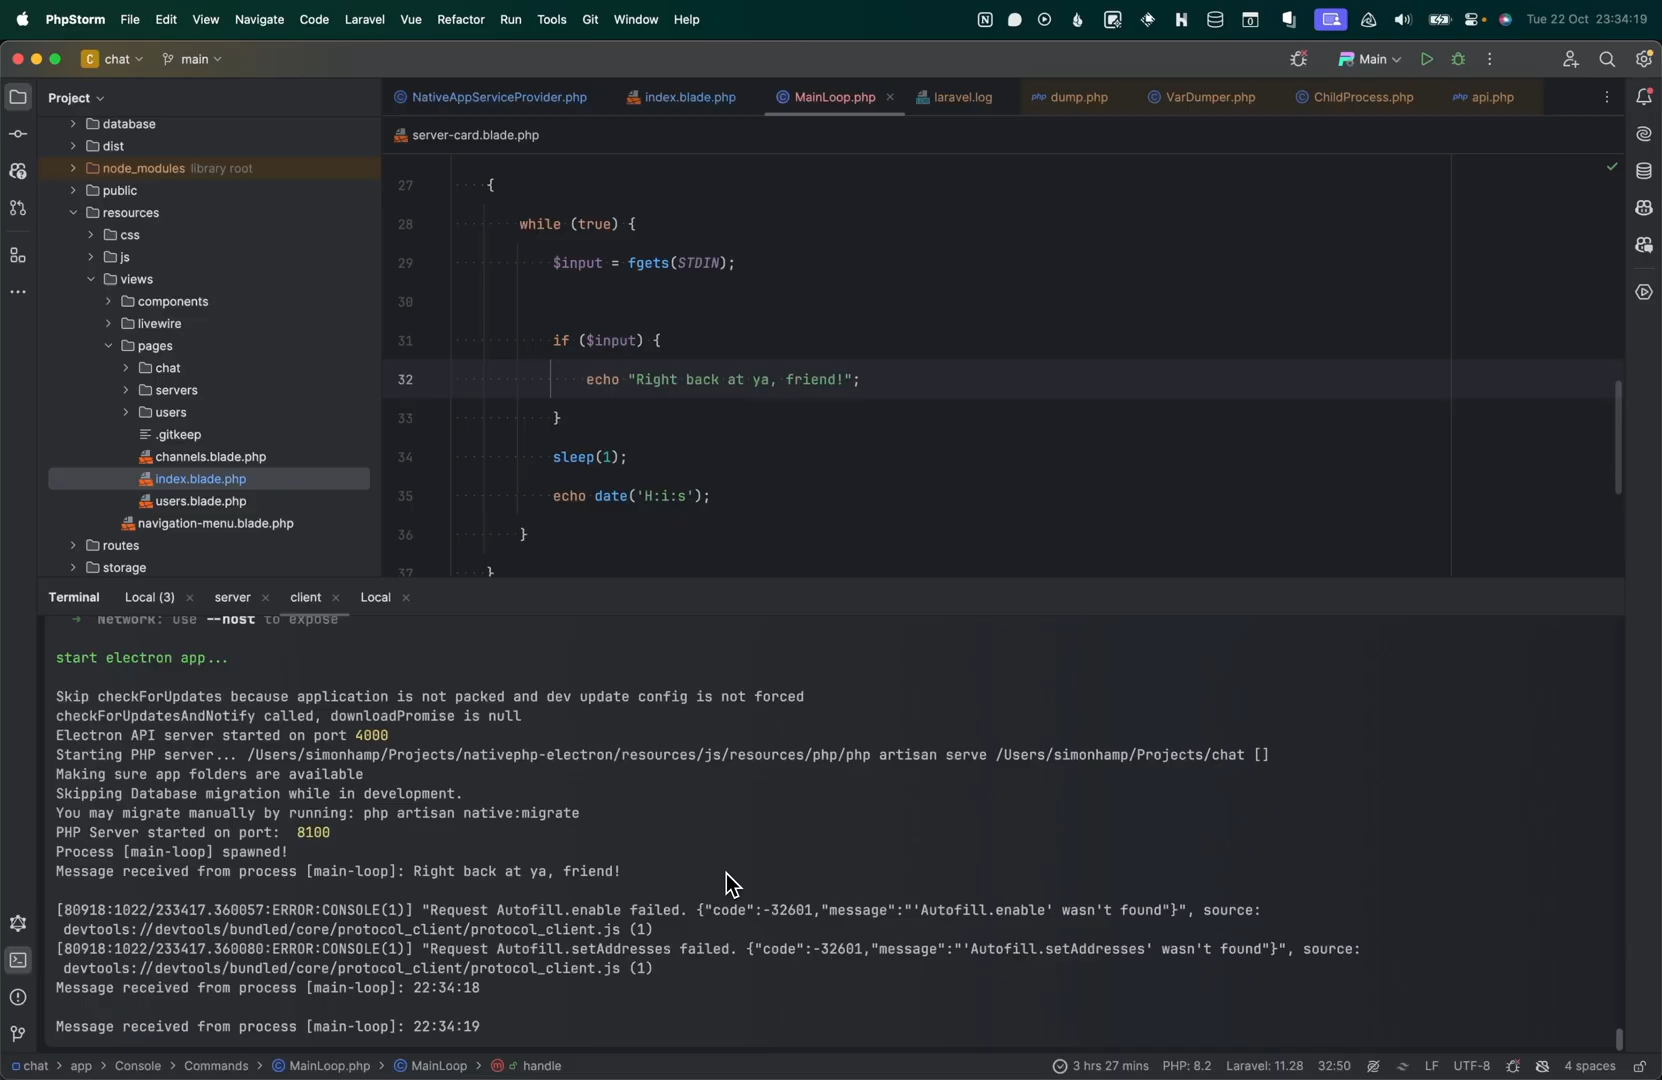 PhpStorm File Edit View Navigate Code Laravel Vue Refactor Run Tools Git Window Help Tue 22 Oct 23:34:19
C chat main Main
Project
NativeAppServiceProvider.php index.blade.php MainLoop.php laravel.log php dump.php VarDumper.php ChildProcess.php php api.php
server-card.blade.php
database
dist
node_modules library root
public
resources
css
js
views
components
livewire
pages
chat
servers
users
.gitkeep
channels.blade.php
index.blade.php
users.blade.php
navigation-menu.blade.php
routes
storage
27 {
28 while (true) {
29 $input = fgets(STDIN);
30
31 if ($input) {
32 echo "Right back at ya, friend!";
33 }
34 sleep(1);
35 echo date('H:i:s');
36 }
37 }
Terminal Local (3) server client Local
→ Network: use --host to expose
start electron app...
Skip checkForUpdates because application is not packed and dev update config is not forced
checkForUpdatesAndNotify called, downloadPromise is null
Electron API server started on port 4000
Starting PHP server... /Users/simonhamp/Projects/nativephp-electron/resources/js/resources/php/php artisan serve /Users/simonhamp/Projects/chat []
Making sure app folders are available
Skipping Database migration while in development.
You may migrate manually by running: php artisan native:migrate
PHP Server started on port:  8100
Process [main-loop] spawned!
Message received from process [main-loop]: Right back at ya, friend!
[80918:1022/233417.360057:ERROR:CONSOLE(1)] "Request Autofill.enable failed. {"code":-32601,"message":"'Autofill.enable' wasn't found"}", source:
devtools://devtools/bundled/core/protocol_client/protocol_client.js (1)
[80918:1022/233417.360080:ERROR:CONSOLE(1)] "Request Autofill.setAddresses failed. {"code":-32601,"message":"'Autofill.setAddresses' wasn't found"}", source:
devtools://devtools/bundled/core/protocol_client/protocol_client.js (1)
Message received from process [main-loop]: 22:34:18
Message received from process [main-loop]: 22:34:19
chat > app > Console > Commands > MainLoop.php > MainLoop > handle 3 hrs 27 mins PHP: 8.2 Laravel: 11.28 32:50 LF UTF-8 4 spaces